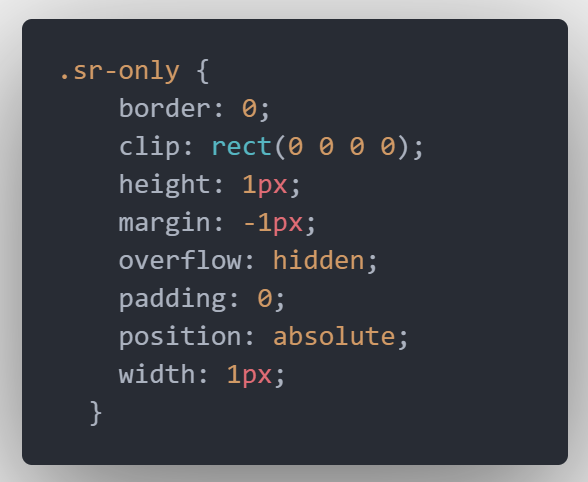 .sr-only {
    border: 0;
    clip: rect(0 0 0 0);
    height: 1px;
    margin: -1px;
    overflow: hidden;
    padding: 0;
    position: absolute;
    width: 1px;
  }